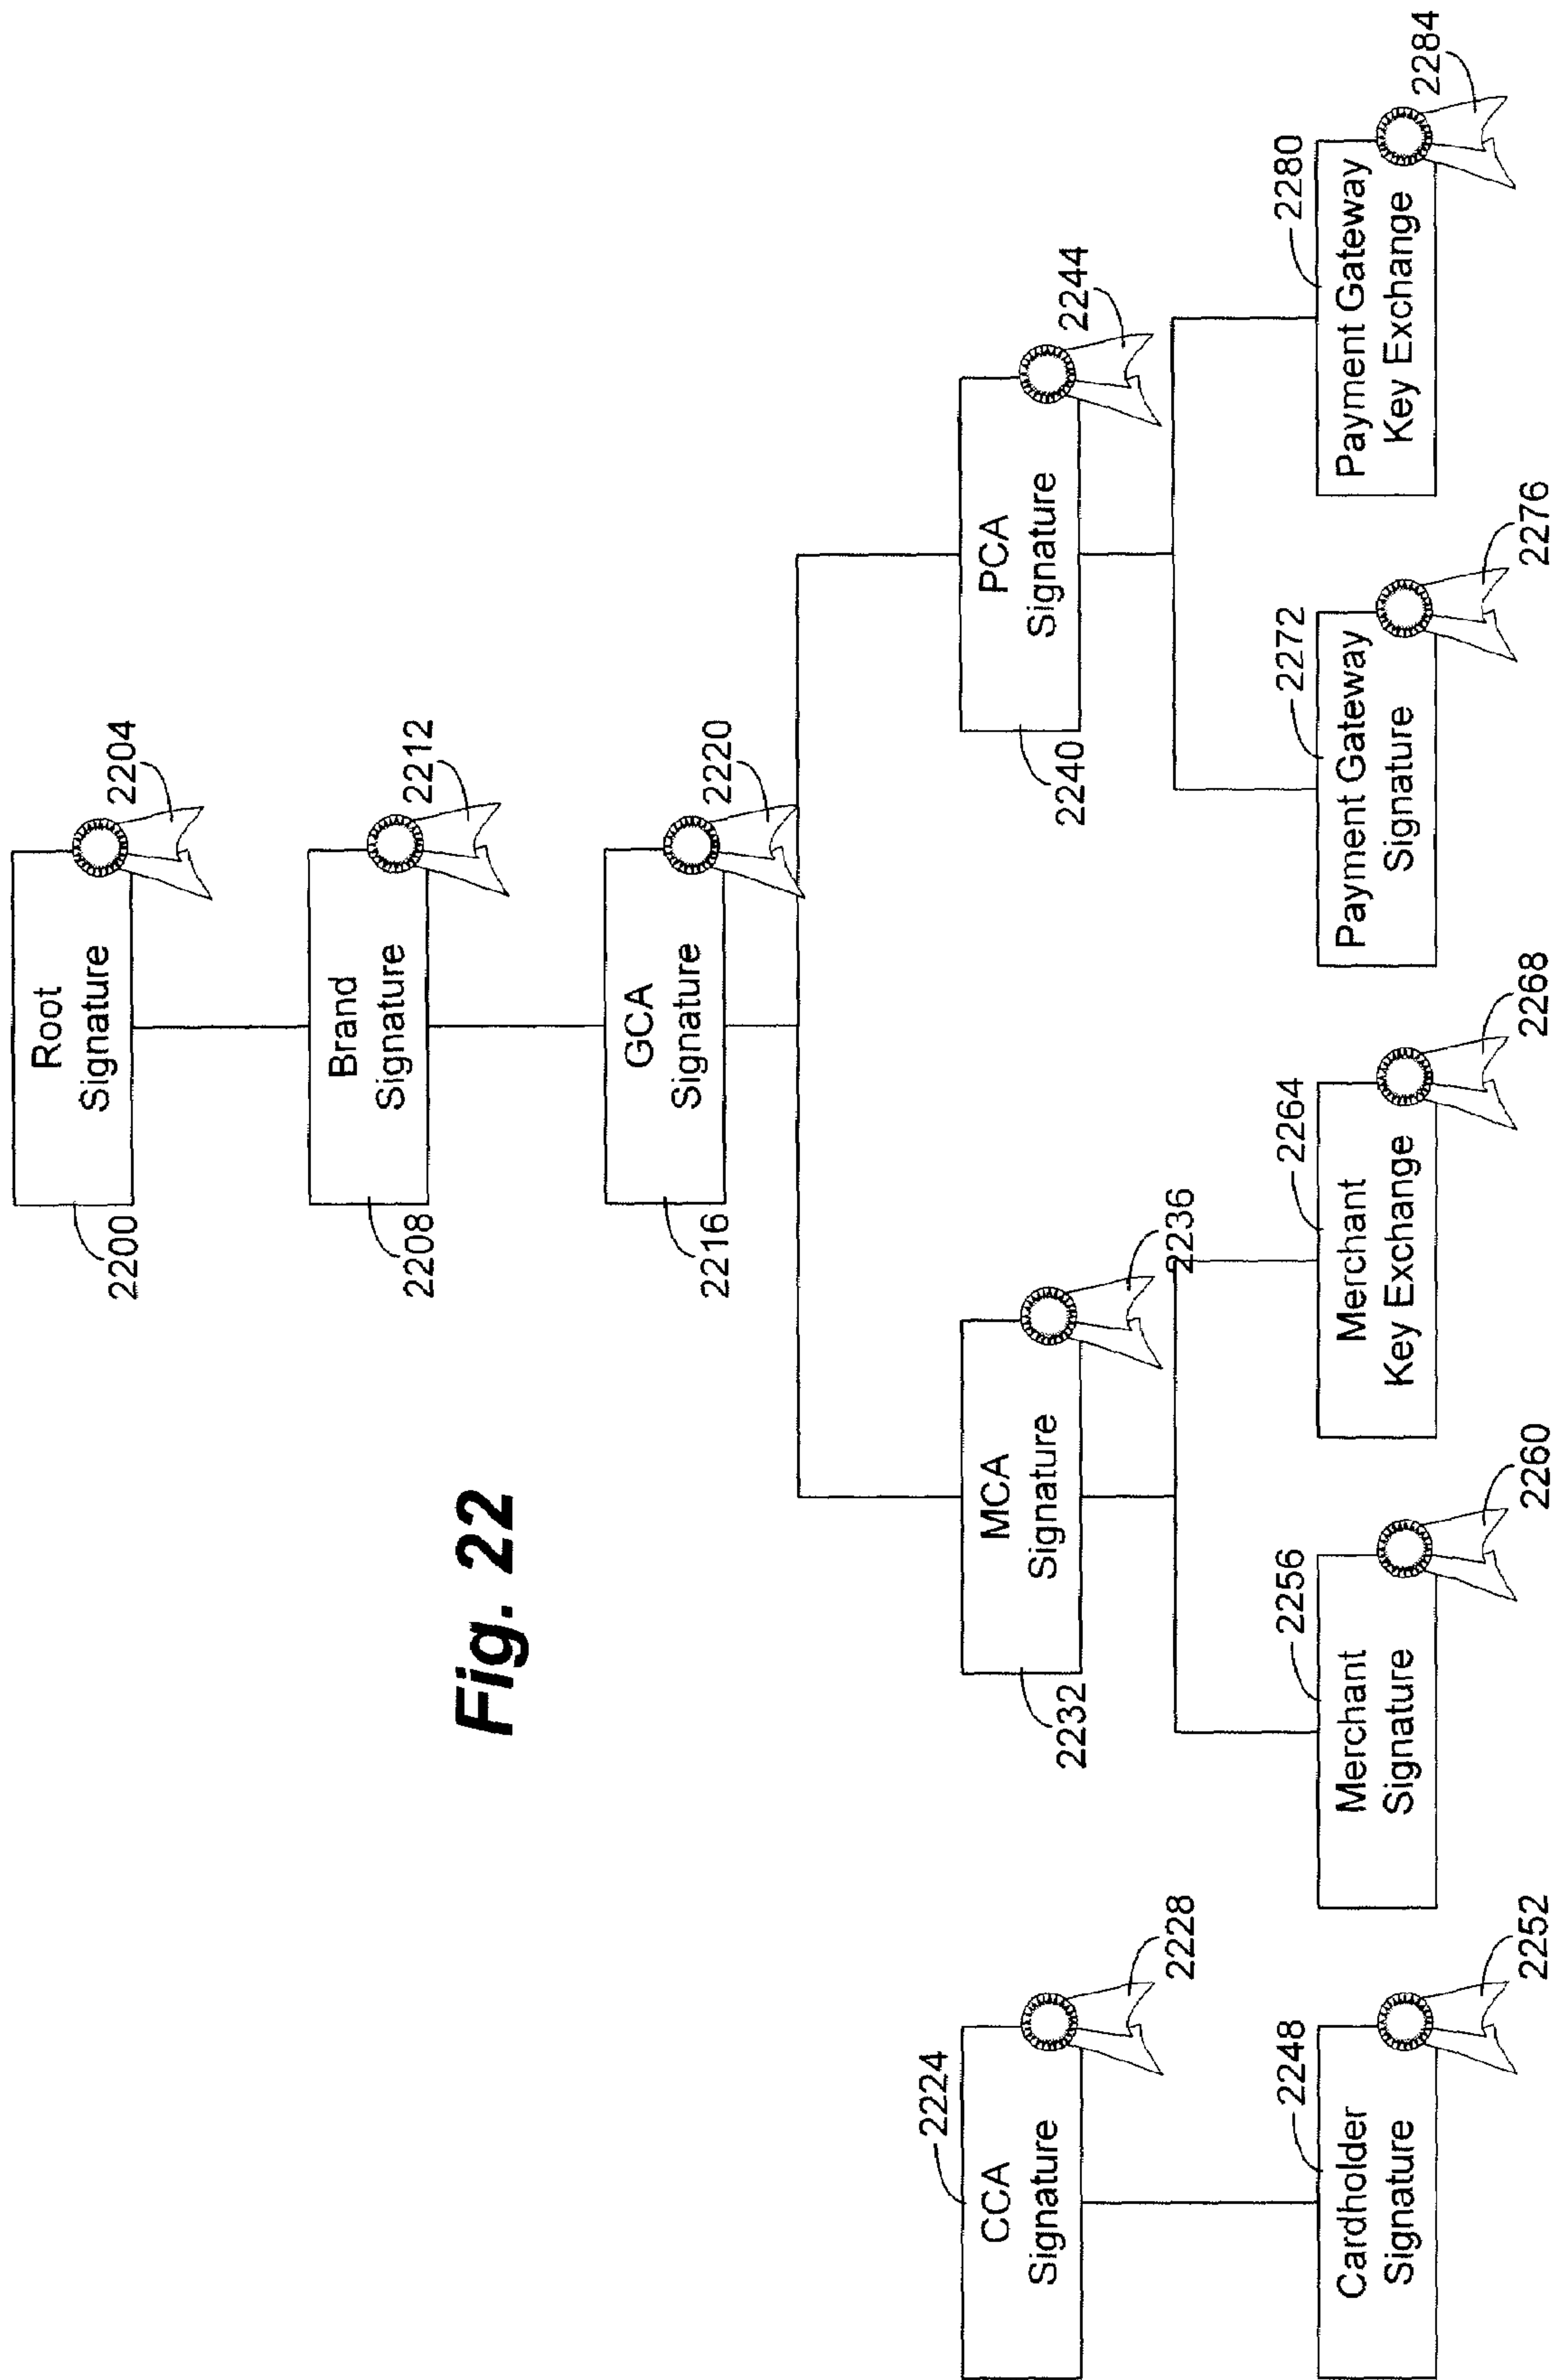 Root
Signature
2200
2204
Brand
Signature
2208
2212
GCA
Signature
2216
2220
Fig. 22
CCA
Signature
2224
2228
MCA
Signature
2232
2236
PCA
Signature
2240
2244
Cardholder
Signature
2248
2252
Merchant
Signature
2256
2260
Merchant
Key Exchange
2264
2268
Payment Gateway
Signature
2272
2276
Payment Gateway
Key Exchange
2280
2284